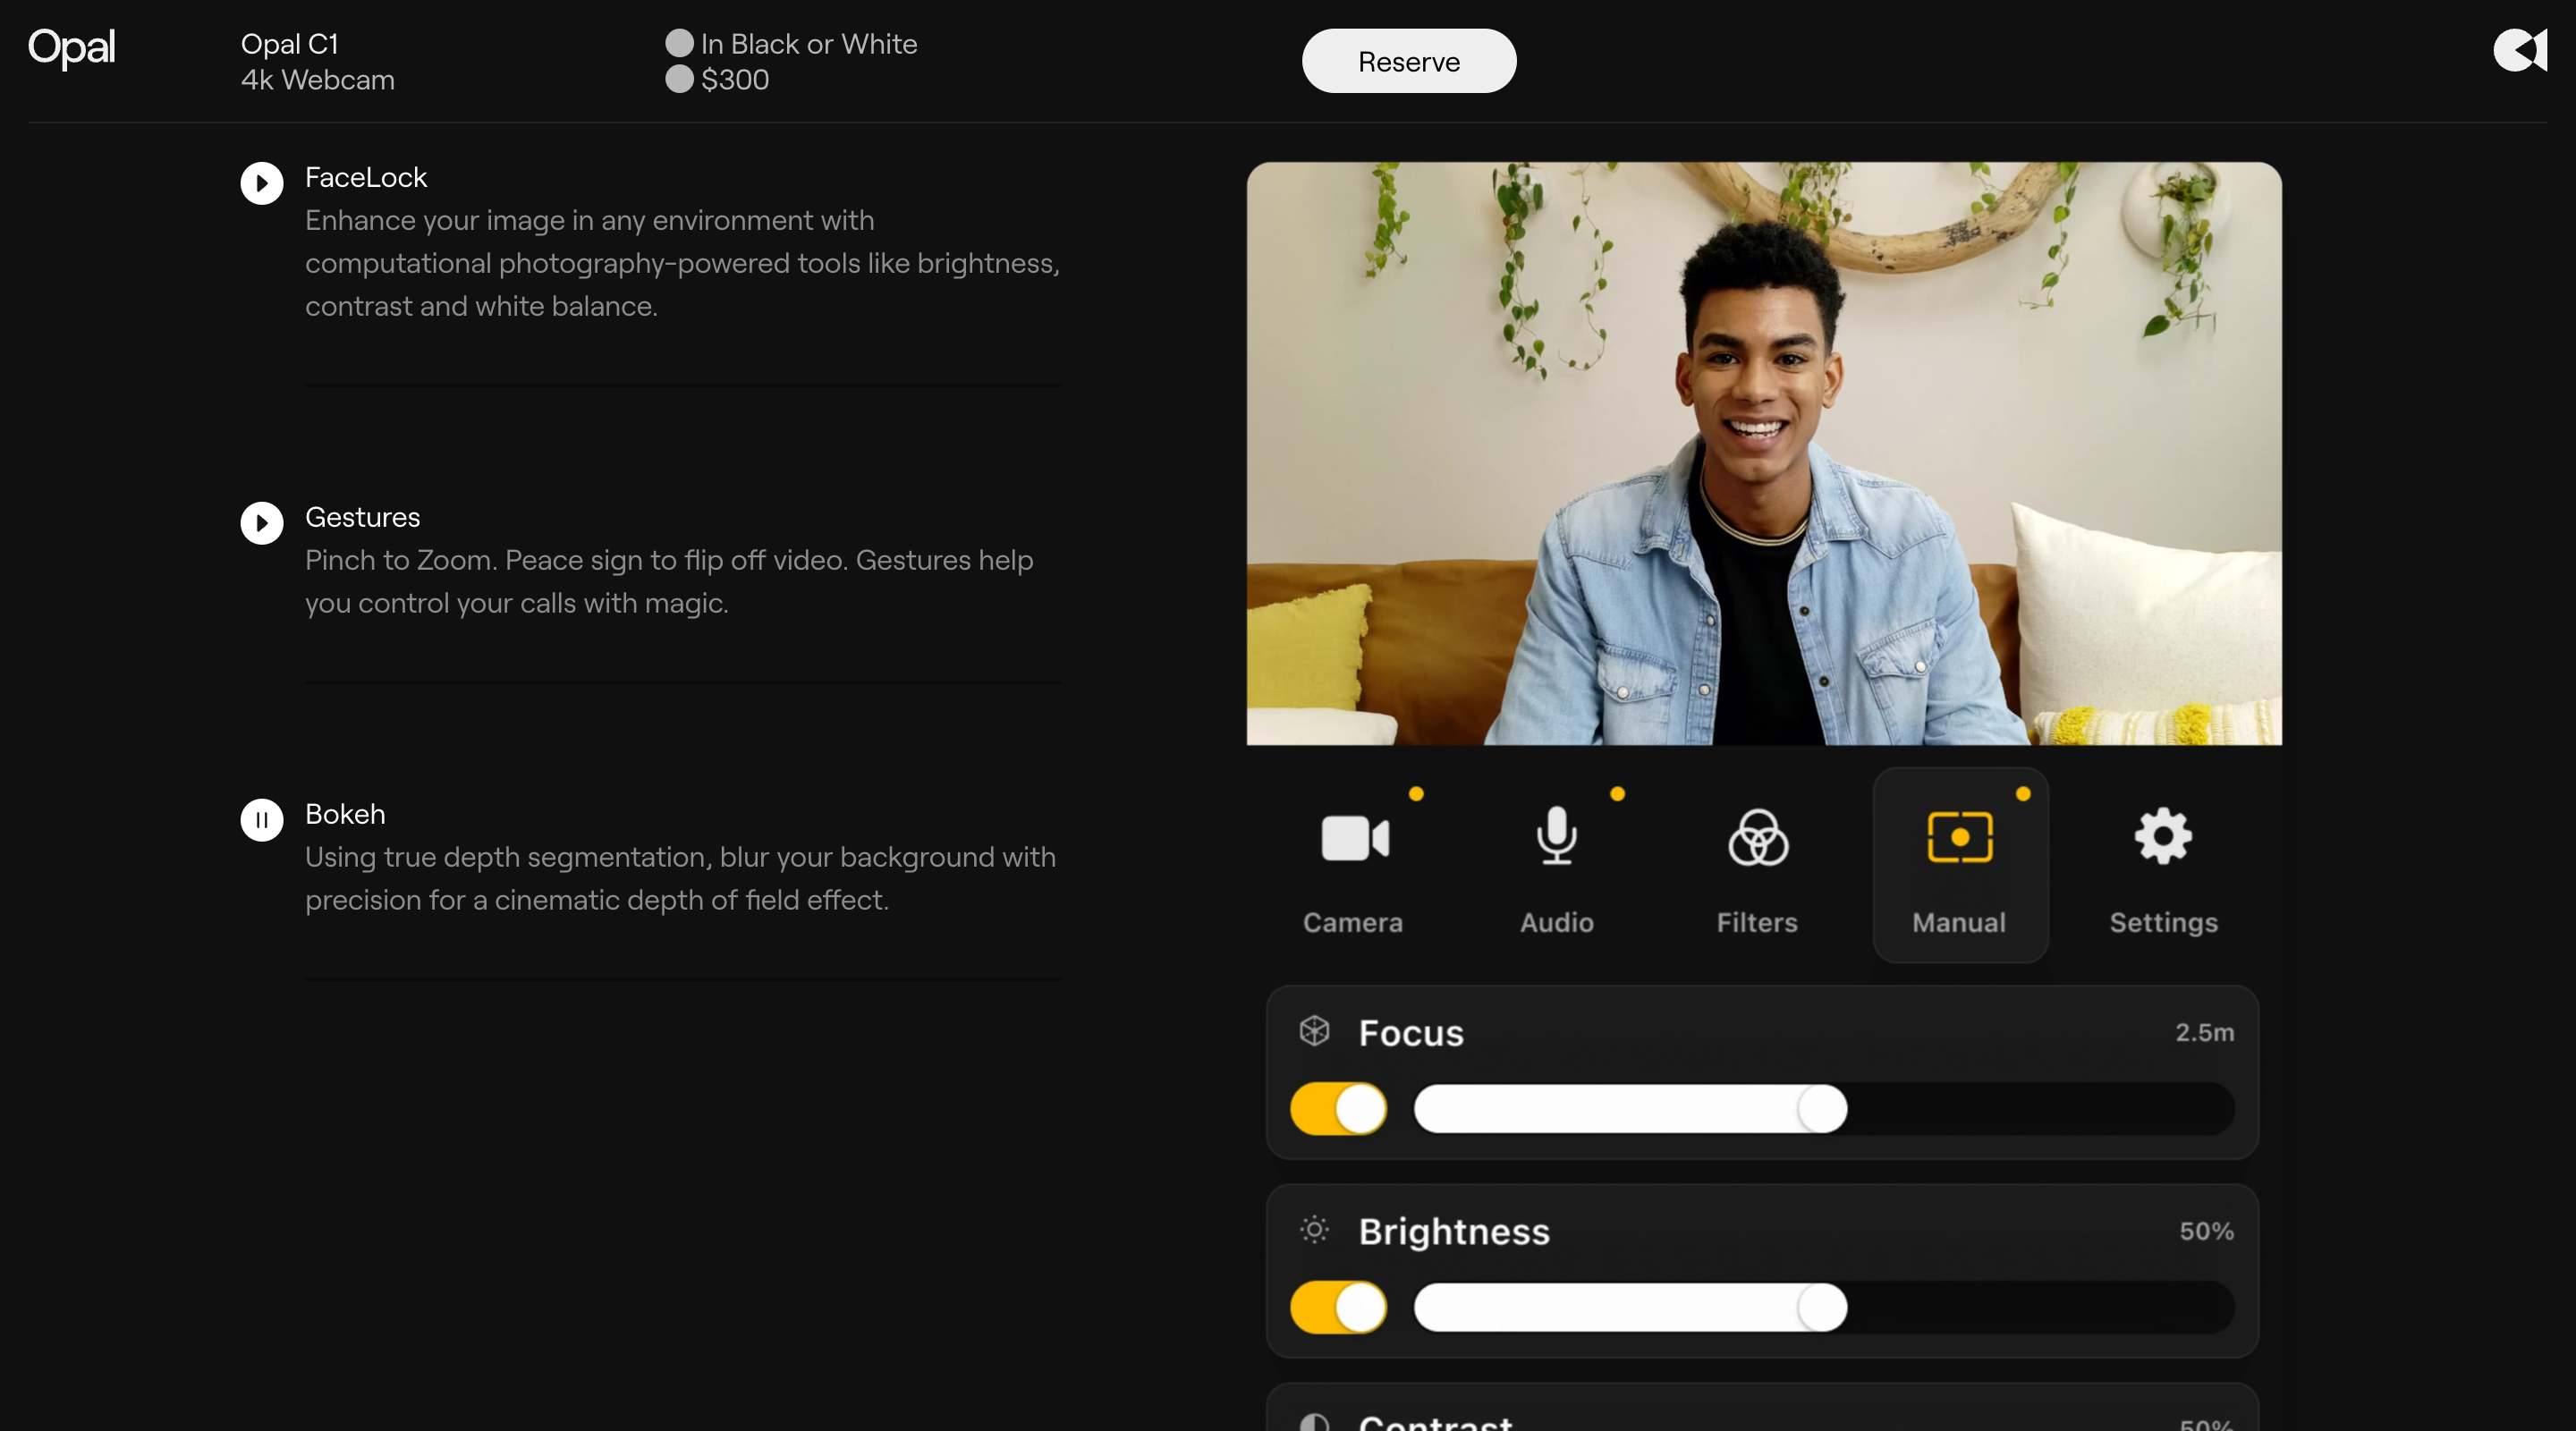 Opal
Opal C1
4k Webcam
In Black or White
$300
Reserve
FaceLock
Enhance your image in any environment with
computational photography-powered tools like brightness,
contrast and white balance.
Gestures
Pinch to Zoom. Peace sign to flip off video. Gestures help
you control your calls with magic.
Bokeh
Using true depth segmentation, blur your background with
precision for a cinematic depth of field effect.
Camera
Audio
Filters
Manual
Settings
Focus
2.5m
Brightness
50%
Contrast
50%